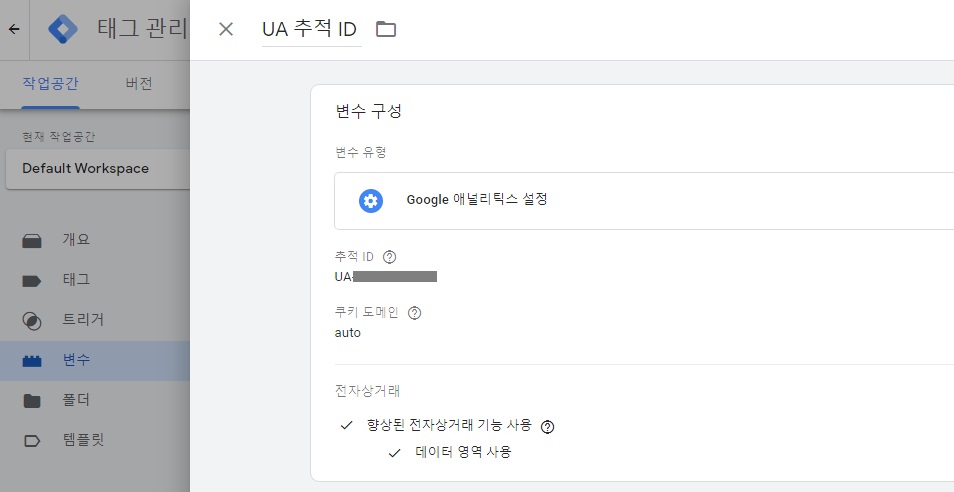 태그 관리
UA 추적 ID
작업공간
버전
현재 작업공간
Default Workspace
개요
태그
트리거
변수
폴더
템플릿
변수 구성
변수 유형
Google 애널리틱스 설정
추적 ID
UA-
쿠키 도메인
auto
전자상거래
향상된 전자상거래 기능 사용
데이터 영역 사용